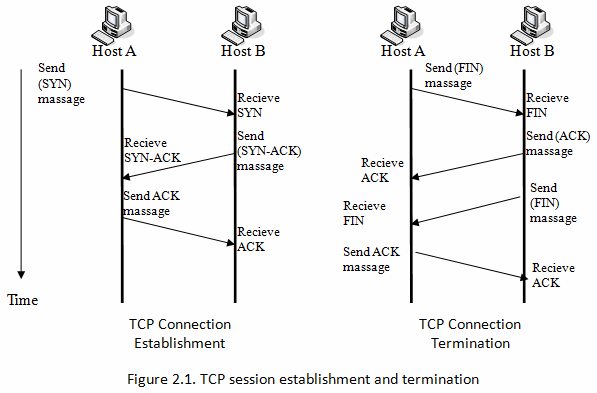 Host A
Host B
Send
(SYN)
massage
Recieve
SYN
Send
(SYN-ACK)
massage
Recieve
SYN-ACK
Send ACK
massage
Recieve
ACK
Time
TCP Connection
Establishment
Host A
Host B
Send (FIN)
massage
Recieve
FIN
Send (ACK)
massage
Recieve
ACK
Send
(FIN)
massage
Recieve
FIN
Send ACK
massage
Recieve
ACK
TCP Connection
Termination
Figure 2.1. TCP session establishment and termination